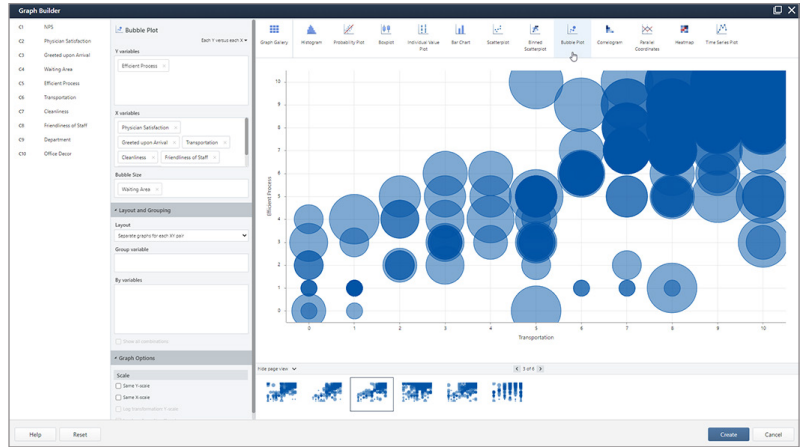 Graph Builder
C1 NPS
C2 Physician Satisfaction
C3 Greeted upon Arrival
C4 Waiting Area
C5 Efficient Process
C6 Transportation
C7 Cleanliness
C8 Friendliness of Staff
C9 Department
C10 Office Decor
Bubble Plot
Each Y versus each X
Y variables
Efficient Process ×
X variables
Physician Satisfaction ×
Greeted upon Arrival × Transportation ×
Cleanliness × Friendliness of Staff ×
Bubble Size
Waiting Area ×
Layout and Grouping
Layout
Separate graphs for each XY pair
Group variable
By variables
Show all combinations
Graph Options
Scale
Same Y-scale
Same X-scale
Log transformation Y scale
Graph Gallery Histogram Probability Plot Boxplot Individual Value Plot Bar Chart Scatterplot Binned Scatterplot Bubble Plot Correlogram Parallel Coordinates Heatmap Time Series Plot
Efficient Process
10
9
8
7
6
5
4
3
2
1
0
0 1 2 3 4 5 6 7 8 9 10
Transportation
Hide page view
3 of 6
Help Reset Create Cancel